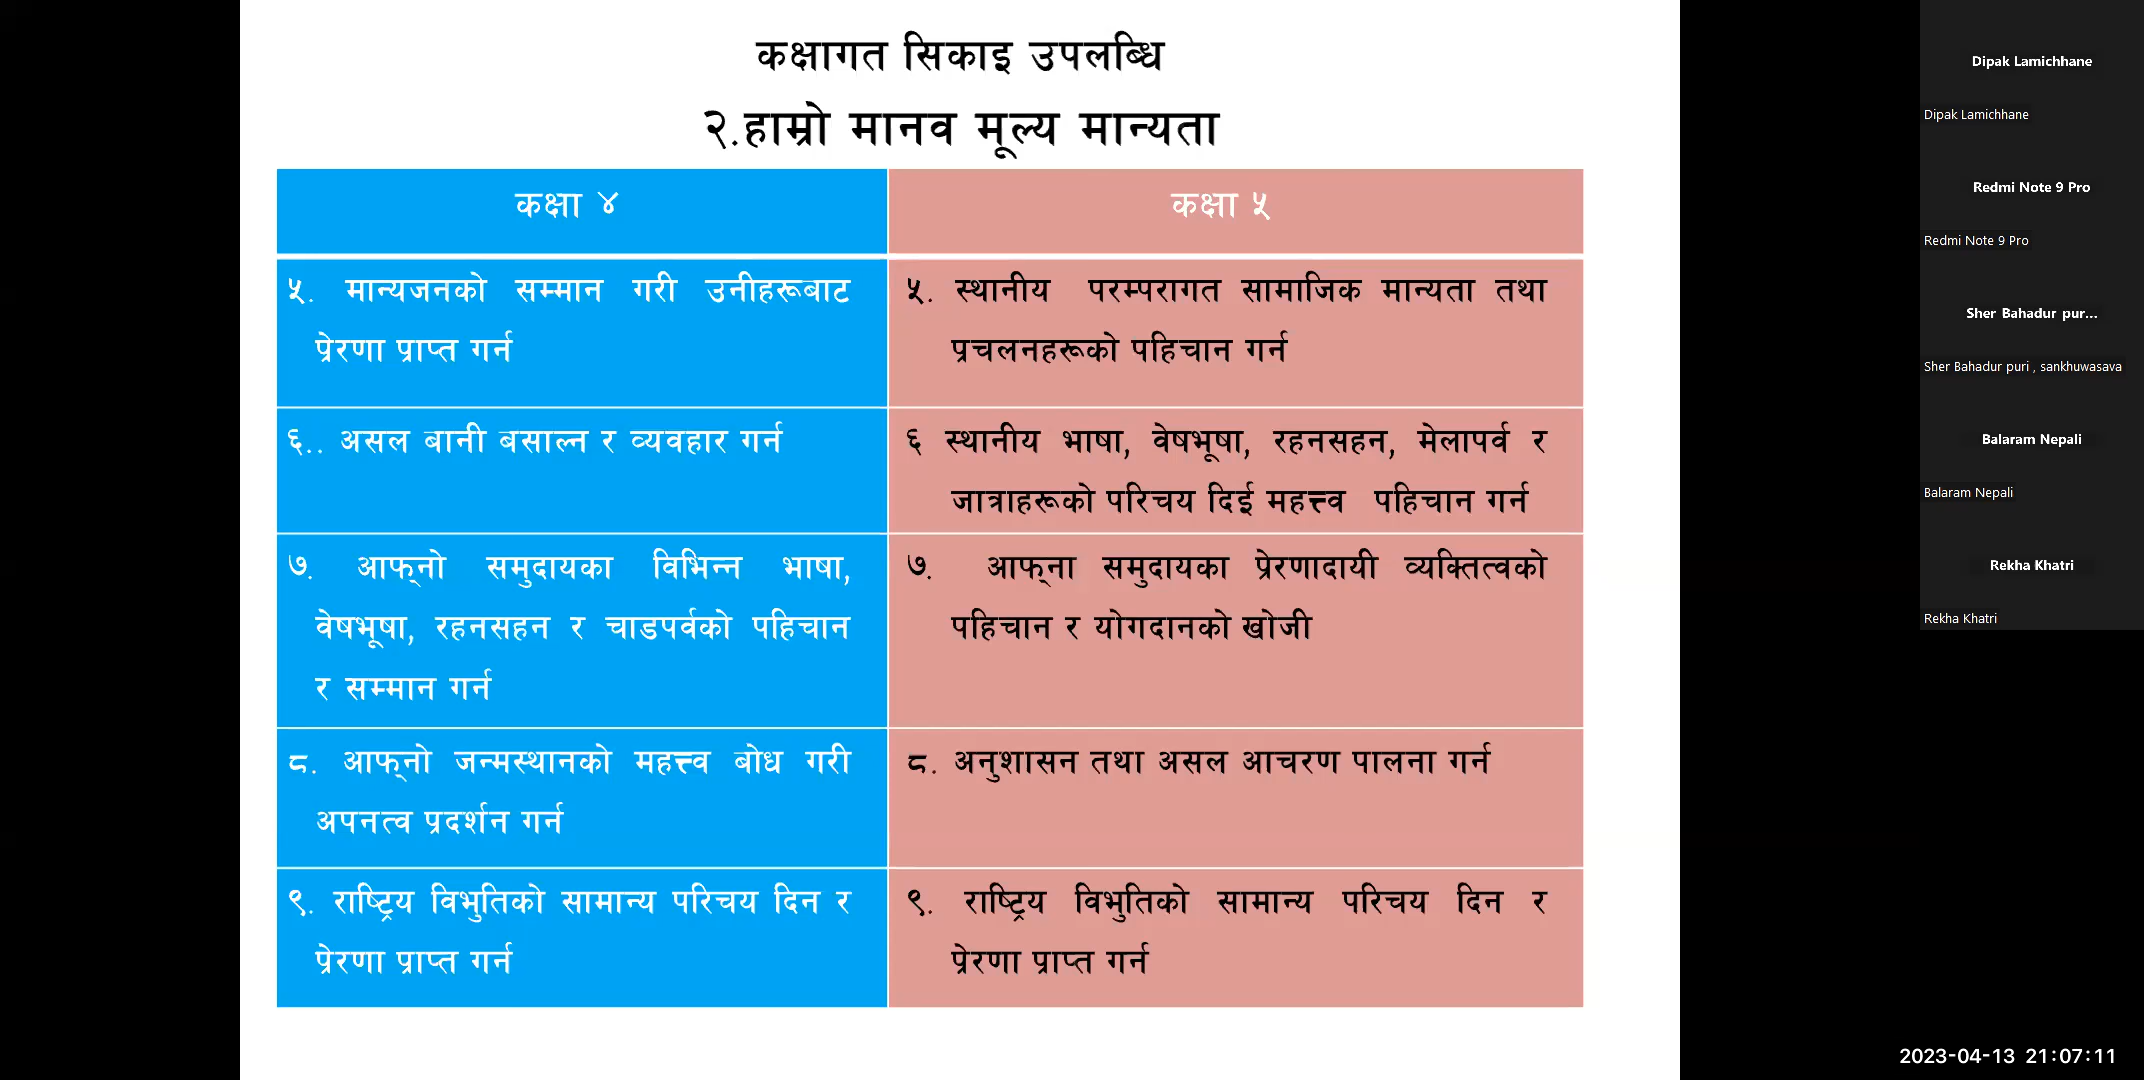 कक्षागत सिकाइ उपलब्धि
२.हाम्रो मानव मूल्य मान्यता
कक्षा ४
कक्षा ५
५. मान्यजनको सम्मान गरी उनीहरूबाट
प्रेरणा प्राप्त गर्न
५. स्थानीय परम्परागत सामाजिक मान्यता तथा
प्रचलनहरूको पहिचान गर्न
६.. असल बानी बसाल्न र व्यवहार गर्न
६ स्थानीय भाषा, वेषभूषा, रहनसहन, मेलापर्व र
जात्राहरूको परिचय दिई महत्त्व पहिचान गर्न
७. आफ्नो समुदायका विभिन्न भाषा,
वेषभूषा, रहनसहन र चाडपर्वको पहिचान
र सम्मान गर्न
७. आफ्ना समुदायका प्रेरणादायी व्यक्तित्वको
पहिचान र योगदानको खोजी
८. आफ्नो जन्मस्थानको महत्त्व बोध गरी
अपनत्व प्रदर्शन गर्न
८. अनुशासन तथा असल आचरण पालना गर्न
९. राष्ट्रिय विभुतिको सामान्य परिचय दिन र
प्रेरणा प्राप्त गर्न
९. राष्ट्रिय विभुतिको सामान्य परिचय दिन र
प्रेरणा प्राप्त गर्न
Dipak Lamichhane
Dipak Lamichhane
Redmi Note 9 Pro
Redmi Note 9 Pro
Sher Bahadur pur...
Sher Bahadur puri , sankhuwasava
Balaram Nepali
Balaram Nepali
Rekha Khatri
Rekha Khatri
2023-04-13 21:07:11